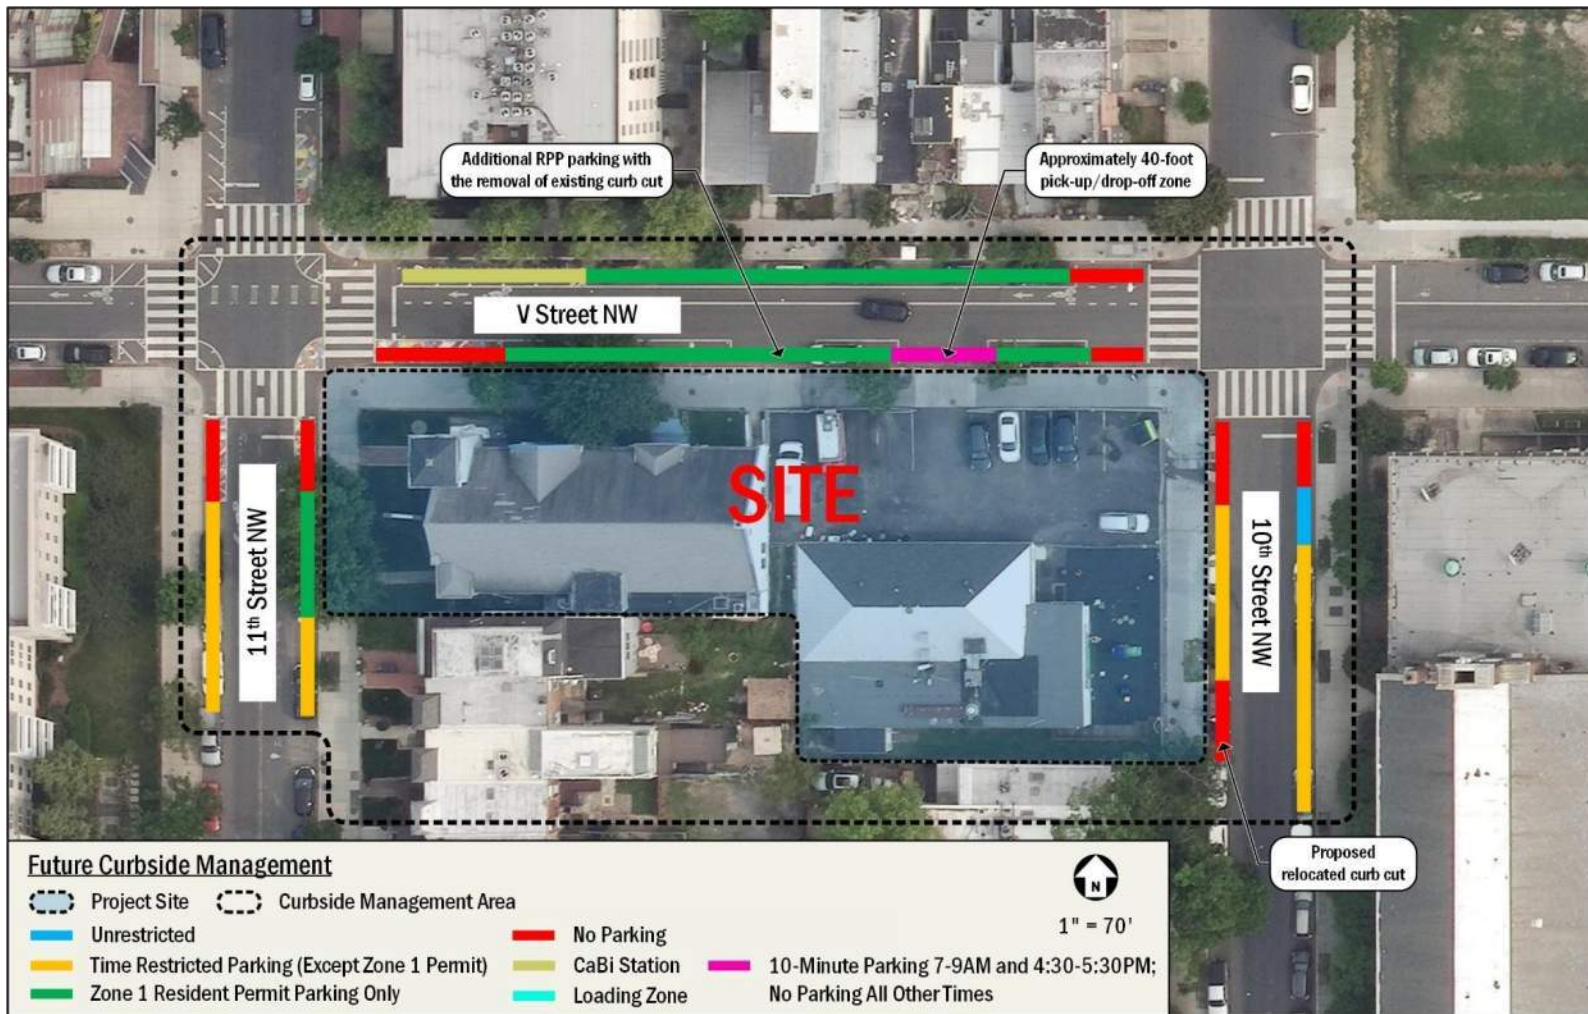 Additional RPP parking with
the removal of existing curb cut
Approximately 40-foot
pick-up/drop-off zone
V Street NW
SITE
11th Street NW
10th Street NW
Proposed
relocated curb cut
Future Curbside Management
Project Site
Curbside Management Area
Unrestricted
Time Restricted Parking (Except Zone 1 Permit)
Zone 1 Resident Permit Parking Only
No Parking
CaBi Station
Loading Zone
10-Minute Parking 7-9AM and 4:30-5:30PM;
No Parking All Other Times
N
1" = 70'